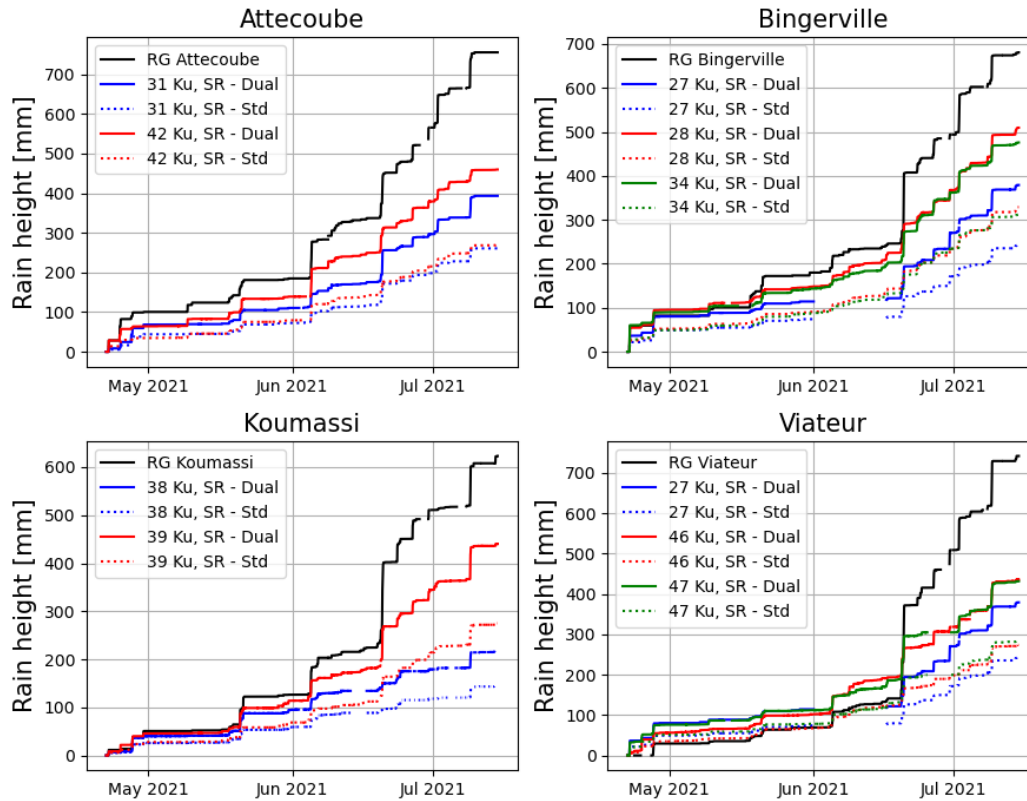 Attecoube
Rain height [mm]
700
600
500
400
300
200
100
0
RG Attecoube
31 Ku, SR - Dual
31 Ku, SR - Std
42 Ku, SR - Dual
42 Ku, SR - Std
May 2021
Jun 2021
Jul 2021
Bingerville
Rain height [mm]
700
600
500
400
300
200
100
0
RG Bingerville
27 Ku, SR - Dual
27 Ku, SR - Std
28 Ku, SR - Dual
28 Ku, SR - Std
34 Ku, SR - Dual
34 Ku, SR - Std
May 2021
Jun 2021
Jul 2021
Koumassi
Rain height [mm]
600
500
400
300
200
100
0
RG Koumassi
38 Ku, SR - Dual
38 Ku, SR - Std
39 Ku, SR - Dual
39 Ku, SR - Std
May 2021
Jun 2021
Jul 2021
Viateur
Rain height [mm]
700
600
500
400
300
200
100
0
RG Viateur
27 Ku, SR - Dual
27 Ku, SR - Std
46 Ku, SR - Dual
46 Ku, SR - Std
47 Ku, SR - Dual
47 Ku, SR - Std
May 2021
Jun 2021
Jul 2021